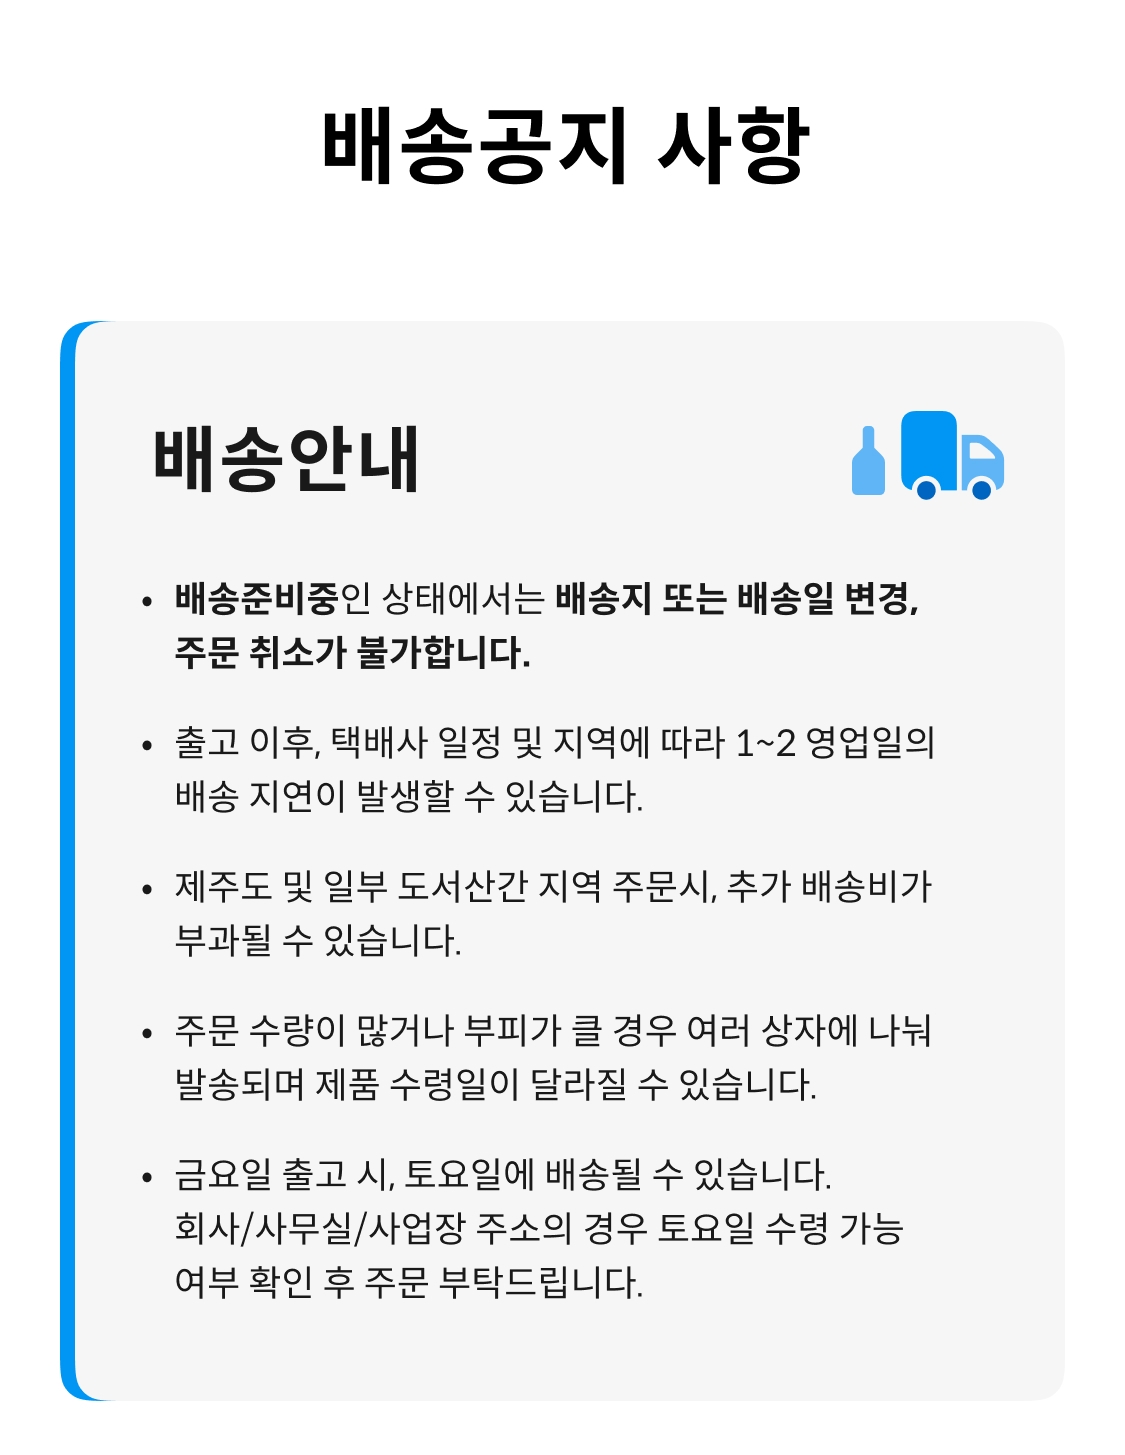 배송공지 사항
배송안내
• 배송준비중인 상태에서는 배송지 또는 배송일 변경,
주문 취소가 불가합니다.
• 출고 이후, 택배사 일정 및 지역에 따라 1~2 영업일의
배송 지연이 발생할 수 있습니다.
• 제주도 및 일부 도서산간 지역 주문시, 추가 배송비가
부과될 수 있습니다.
• 주문 수량이 많거나 부피가 클 경우 여러 상자에 나눠
발송되며 제품 수령일이 달라질 수 있습니다.
• 금요일 출고 시, 토요일에 배송될 수 있습니다.
회사/사무실/사업장 주소의 경우 토요일 수령 가능
여부 확인 후 주문 부탁드립니다.